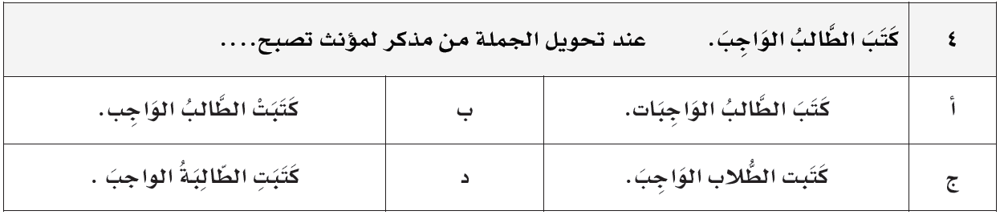 ٤ كَتَبَ الطَّالبُ الوَاجِبَ. عند تحويل الجملة من مذكر لمؤنث تصبح....
أ كَتَبَ الطَّالبُ الوَاجِبَات. ب كَتَبَتْ الطَّالبُ الوَاجِب.
ج كَتَبت الطُّلاب الوَاجِبَ. د كَتَبَتِ الطّالِبَةُ الواجبَ .